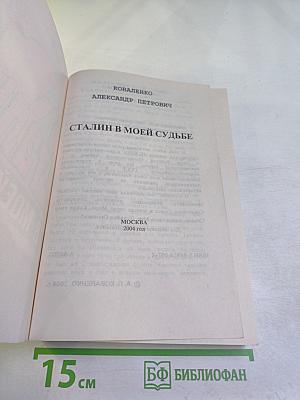 КОВАЛЕНКО
АЛЕКСАНДР ПЕТРОВИЧ
СТАЛИН В МОЕЙ СУДЬБЕ
МОСКВА
2004 год
15 см
БФ БИБЛИОФАН